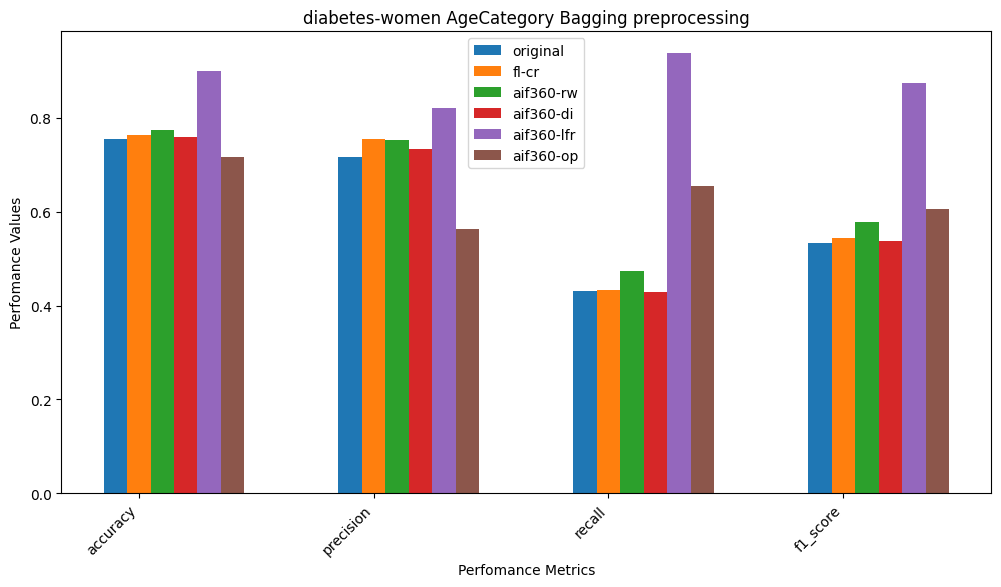 diabetes-women AgeCategory Bagging preprocessing
original
fl-cr
aif360-rw
aif360-di
aif360-lfr
aif360-op
Perfomance Values
0.8
0.6
0.4
0.2
0.0
accuracy
precision
recall
f1_score
Perfomance Metrics